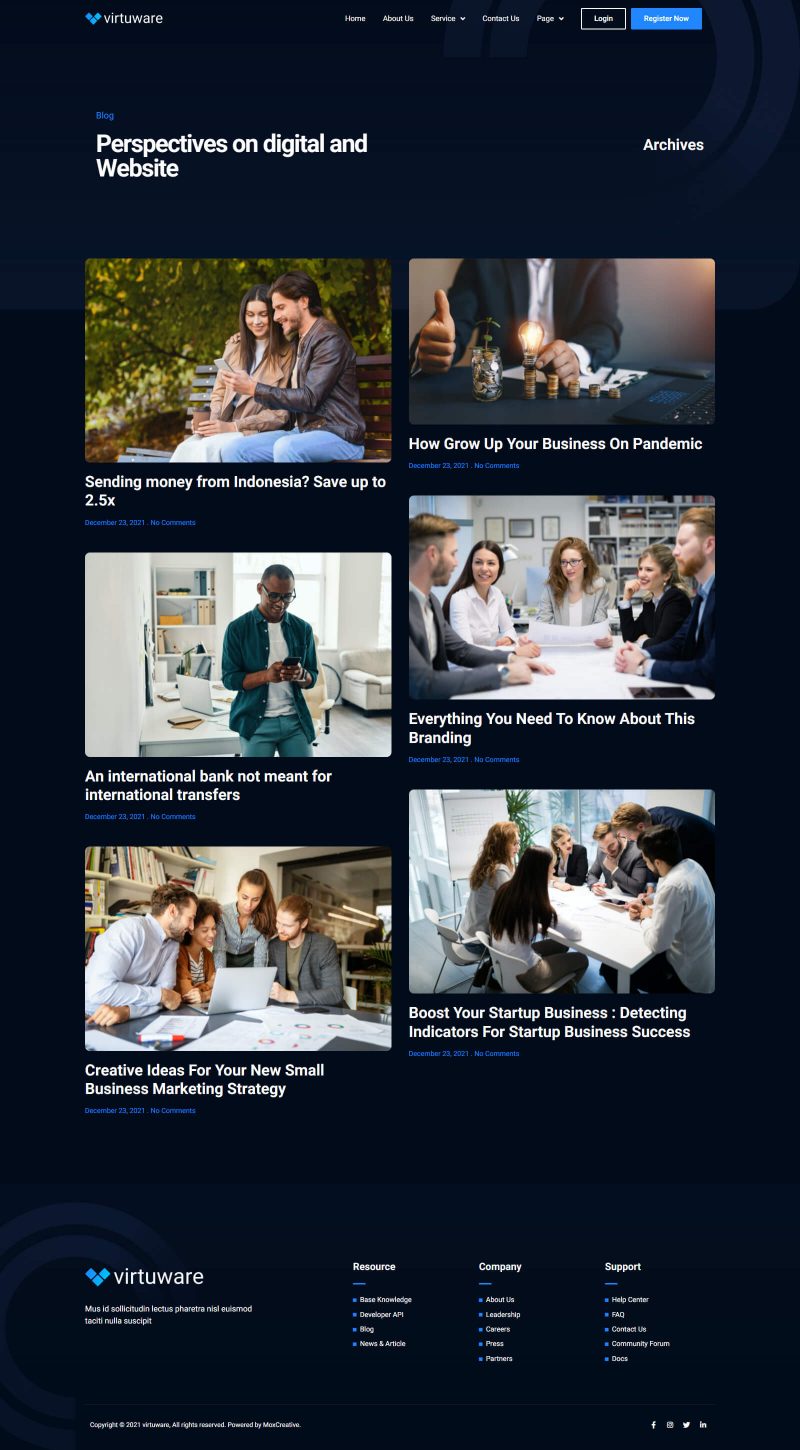 virtuware
Home About Us Service Contact Us Page Login Register Now
Blog
Perspectives on digital and
Website
Archives
Sending money from Indonesia? Save up to
2.5x
December 23, 2021 . No Comments
An international bank not meant for
international transfers
December 23, 2021 . No Comments
Creative Ideas For Your New Small
Business Marketing Strategy
December 23, 2021 . No Comments
How Grow Up Your Business On Pandemic
December 23, 2021 . No Comments
Everything You Need To Know About This
Branding
December 23, 2021 . No Comments
Boost Your Startup Business : Detecting
Indicators For Startup Business Success
December 23, 2021 . No Comments
virtuware
Mus id sollicitudin lectus pharetra nisl euismod
taciti nulla suscipit
Resource
Base Knowledge
Developer API
Blog
News & Article
Company
About Us
Leadership
Careers
Press
Partners
Support
Help Center
FAQ
Contact Us
Community Forum
Docs
Copyright © 2021 virtuware, All rights reserved. Powered by MoxCreative.